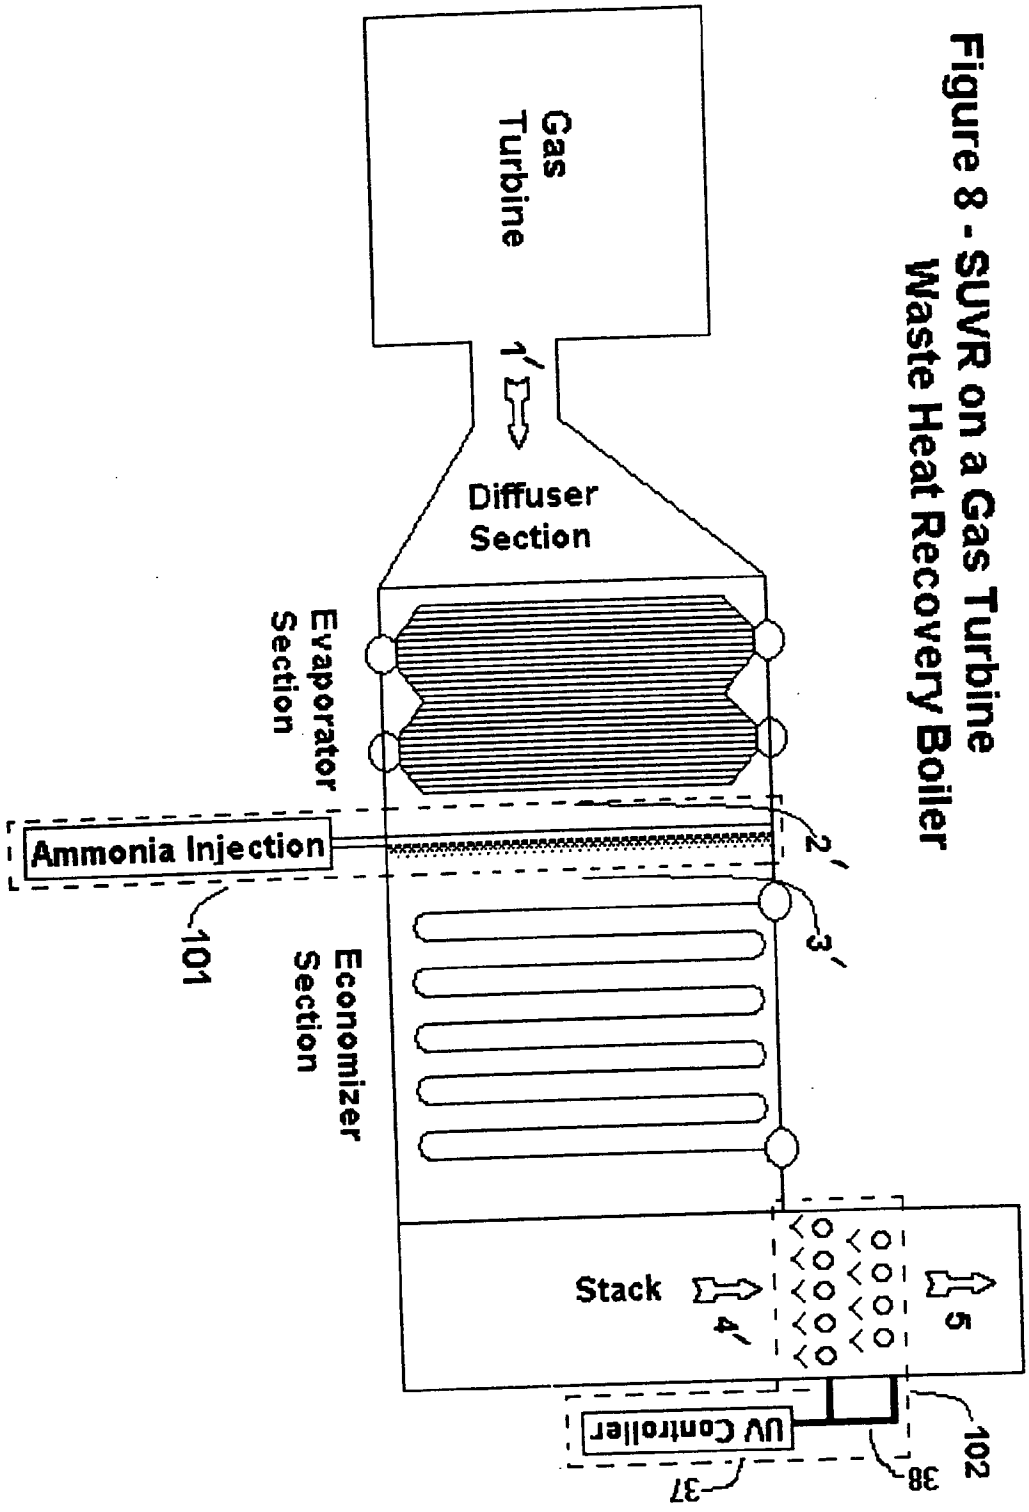 Figure 8 - SUVR on a Gas Turbine
Waste Heat Recovery Boiler
Gas
Turbine
1'
Diffuser
Section
Evaporator
Section
2'
Ammonia Injection
101
3'
Economizer
Section
Stack
4'
5
102
38
UV Controller
37